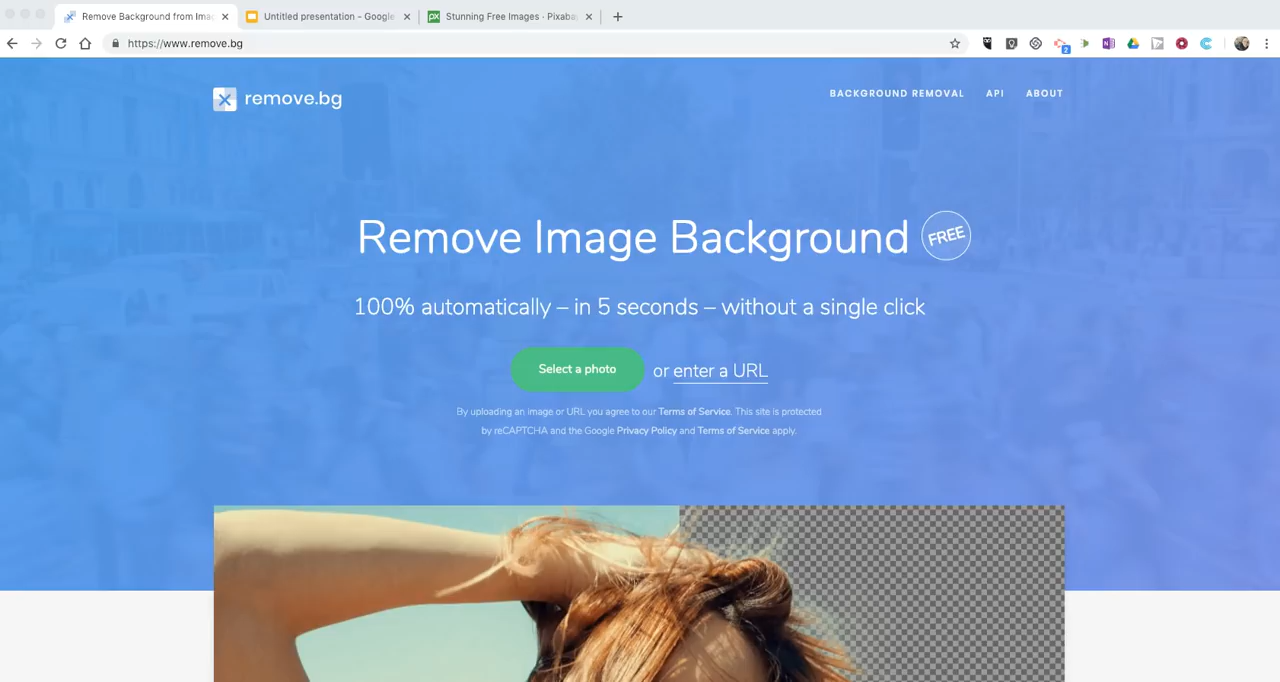 Remove Background from Ima
Untitled presentation - Google
px
Stunning Free Images · Pixaba
https://www.remove.bg
2
remove.bg
BACKGROUND REMOVAL
API
ABOUT
Remove Image Background
FREE
100% automatically – in 5 seconds – without a single click
Select a photo
or enter a URL
By uploading an image or URL you agree to our Terms of Service. This site is protected
by reCAPTCHA and the Google Privacy Policy and Terms of Service apply.